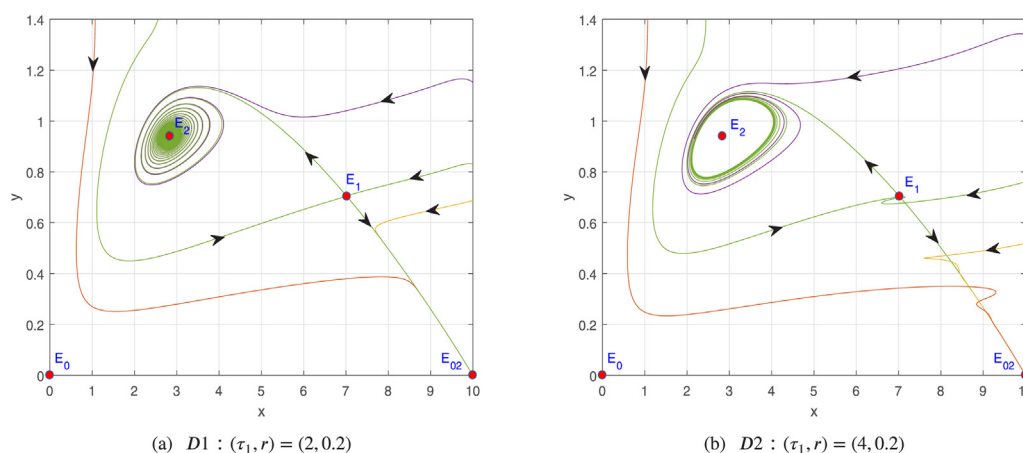 1.4
1.2
1
0.8
0.6
0.4
0.2
0
y
E2
E1
E0
E02
0 1 2 3 4 5 6 7 8 9 10
x
(a) D1 : (τ1, r) = (2, 0.2)
1.4
1.2
1
0.8
0.6
0.4
0.2
0
y
E2
E1
E0
E02
0 1 2 3 4 5 6 7 8 9 10
x
(b) D2 : (τ1, r) = (4, 0.2)